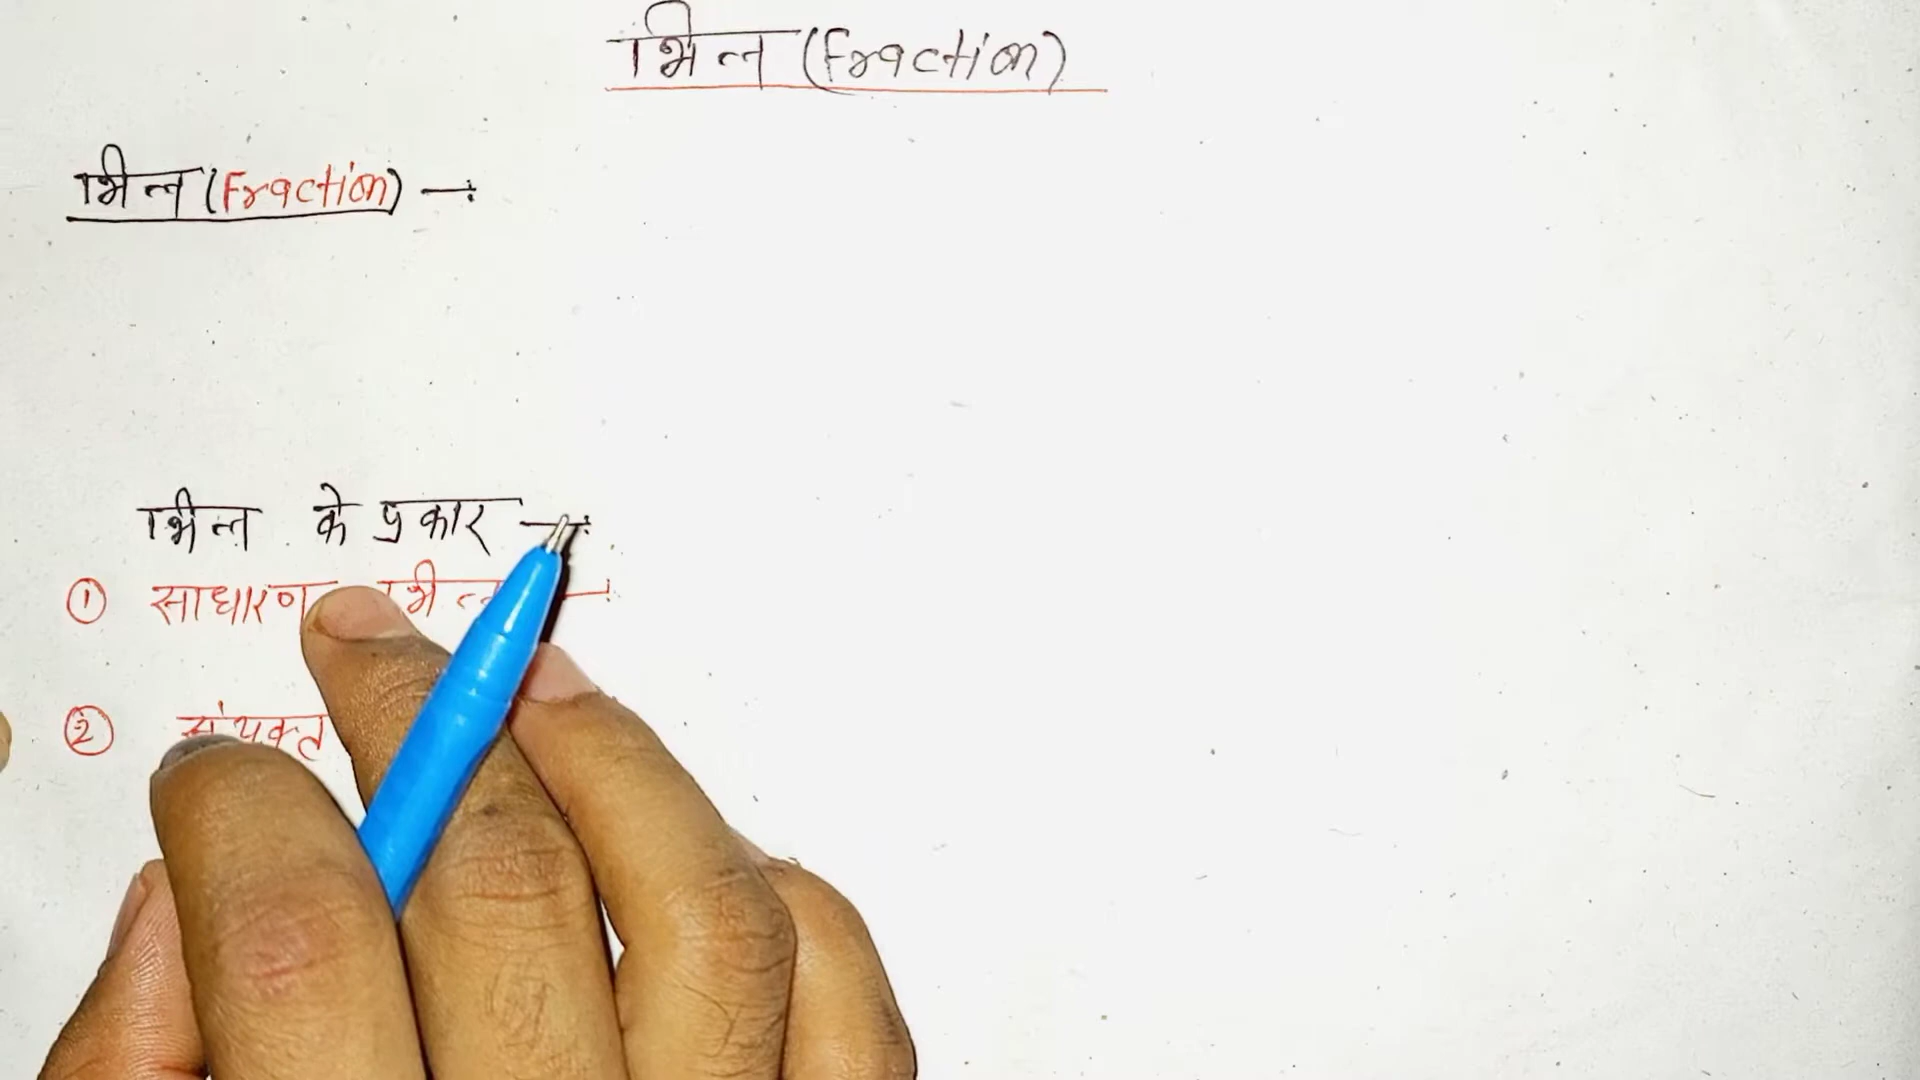 भिन्न (Fraction)
भिन्न (Fraction) →:
भिन्न के प्रकार →:
① साधारण भिन्न →:
② संयुक्त